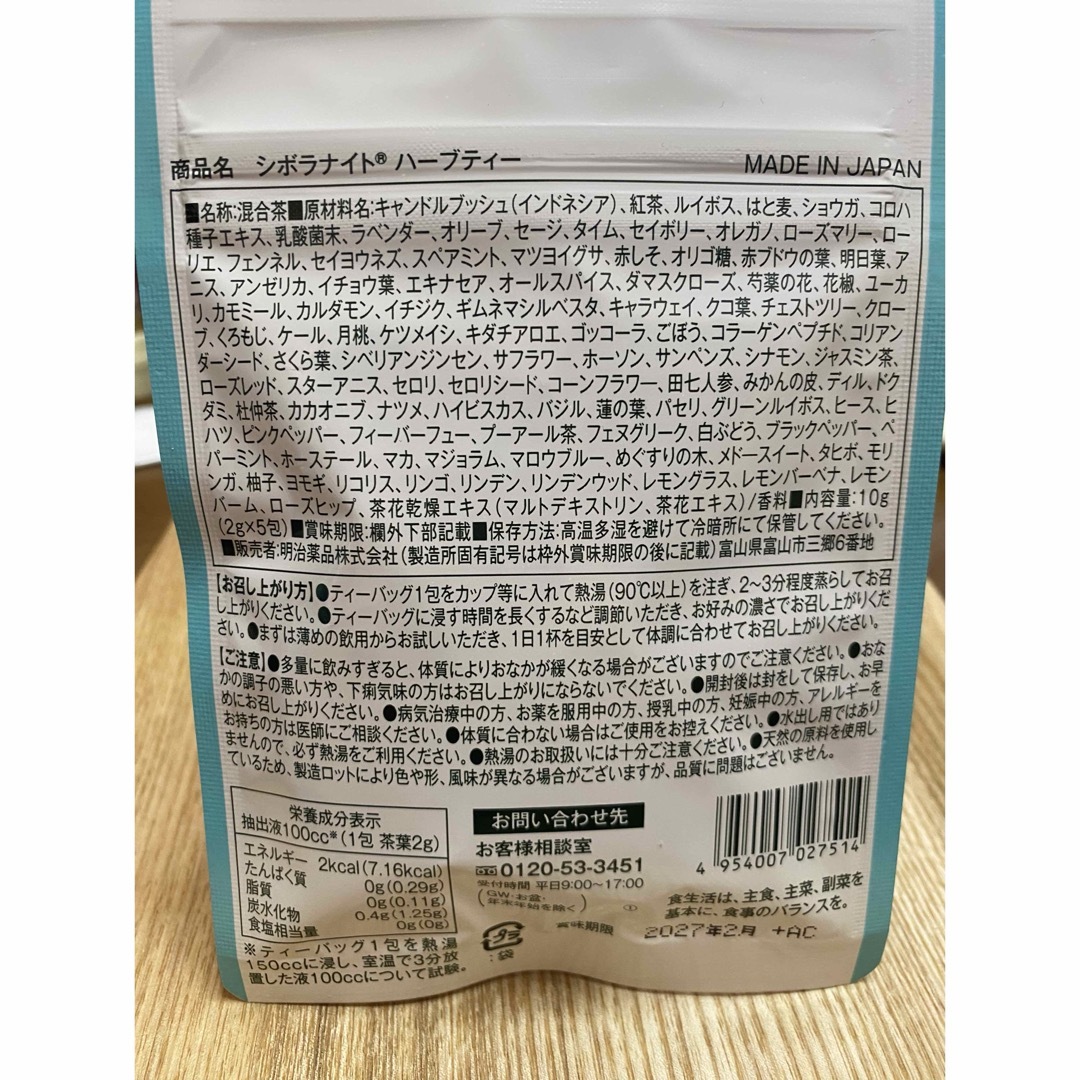 商品名 シボラナイト® ハーブティー MADE IN JAPAN
■名称:混合茶■原材料名:キャンドルブッシュ(インドネシア)、紅茶、ルイボス、はと麦、ショウガ、コロハ
種子エキス、乳酸菌末、ラベンダー、オリーブ、セージ、タイム、セイボリー、オレガノ、ローズマリー、ロー
リエ、フェンネル、セイヨウネズ、スペアミント、マツヨイグサ、赤しそ、オリゴ糖、赤ブドウの葉、明日葉、ア
ニス、アンゼリカ、イチョウ葉、エキナセア、オールスパイス、ダマスクローズ、芍薬の花、花椒、ユーカ
リ、カモミール、カルダモン、イチジク、ギムネマシルベスタ、キャラウェイ、クコ葉、チェストツリー、クロー
ブ、くろもじ、ケール、月桃、ケツメイシ、キダチアロエ、ゴッコーラ、ごぼう、コラーゲンペプチド、コリアン
ダーシード、さくら葉、シベリアンジンセン、サフラワー、ホーソン、サンペンズ、シナモン、ジャスミン茶、
ローズレッド、スターアニス、セロリ、セロリシード、コーンフラワー、田七人参、みかんの皮、ディル、ドク
ダミ、杜仲茶、カカオニブ、ナツメ、ハイビスカス、バジル、蓮の葉、パセリ、グリーンルイボス、ヒース、ヒ
ハツ、ピンクペッパー、フィーバーフュー、プーアール茶、フェヌグリーク、白ぶどう、ブラックペッパー、ペ
パーミント、ホーステール、マカ、マジョラム、マロウブルー、めぐすりの木、メドースイート、タヒボ、モリ
ンガ、柚子、ヨモギ、リコリス、リンゴ、リンデン、リンデンウッド、レモングラス、レモンバーベナ、レモン
バーム、ローズヒップ、茶花乾燥エキス(マルトデキストリン、茶花エキス)/香料■内容量:10g
(2g×5包)■賞味期限:欄外下部記載■保存方法:高温多湿を避けて冷暗所にて保管してください。
■販売者:明治薬品株式会社(製造所固有記号は枠外賞味期限の後に記載)富山県富山市三郷6番地
【お召し上がり方】●ティーバッグ1包をカップ等に入れて熱湯(90℃以上)を注ぎ、2〜3分程度蒸らしてお召
し上がりください。●ティーバッグに浸す時間を長くするなど調節いただき、お好みの濃さでお召し上がりくださ
い。●まずは薄めの飲用からお試しいただき、1日1杯を目安として体調に合わせてお召し上がりください。
【ご注意】●多量に飲みすぎると、体質によりおなかが緩くなる場合がございますのでご注意ください。●おな
かの調子の悪い方や、下痢気味の方はお召し上がりにならないでください。●開封後は封をして保存し、お早
めにお召し上がりください。●病気治療中の方、お薬を服用中の方、授乳中の方、妊娠中の方、アレルギーを
お持ちの方は医師にご相談ください。●体質に合わない場合はご使用をお控えください。●水出し用ではあり
ませんので、必ず熱湯をご利用ください。●熱湯のお取扱いには十分ご注意ください。●天然の原料を使用し
ているため、製造ロットにより色や形、風味が異なる場合がございますが、品質に問題はございません。
栄養成分表示
抽出液100cc※(1包 茶葉2g)
エネルギー 2kcal(7.16kcal)
たんぱく質 0g(0.29g)
脂質 0g(0.11g)
炭水化物 0.4g(1.25g)
食塩相当量 0g(0g)
※ティーバッグ1包を熱湯
150ccに浸し、室温で3分放
置した液100ccについて試験。
お問い合わせ先
お客様相談室
0120-53-3451
受付時間 平日9:00〜17:00
(GW・お盆・
年末年始を除く)
プラ
:袋
賞味期限
2027年2月 +AC
4 954007 027514
食生活は、主食、主菜、副菜を
基本に、食事のバランスを。